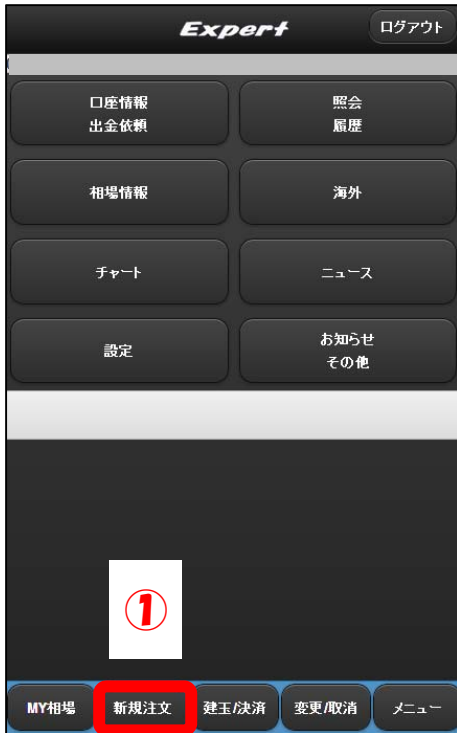 Expert
ログアウト
口座情報
出金依頼
照会
履歴
相場情報
海外
チャート
ニュース
設定
お知らせ
その他
①
MY相場
新規注文
建玉/決済
変更/取消
メニュー